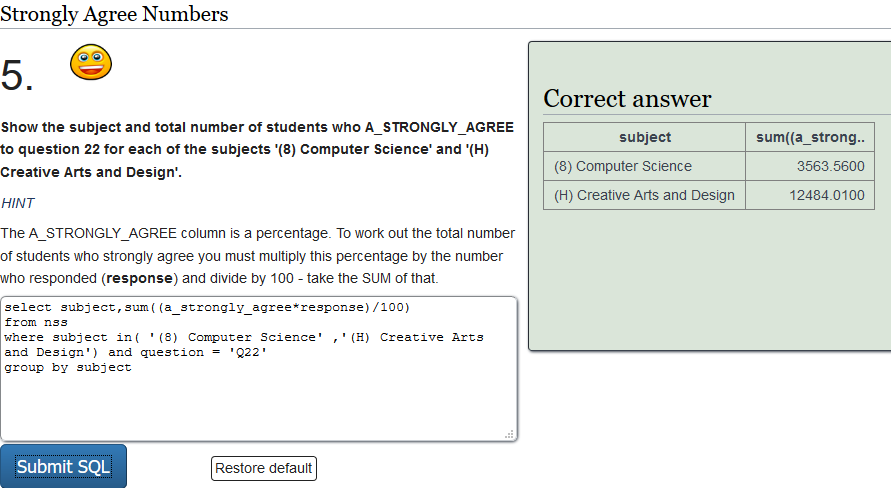 Strongly Agree Numbers
5.
Show the subject and total number of students who A_STRONGLY_AGREE
to question 22 for each of the subjects '(8) Computer Science' and '(H)
Creative Arts and Design'.
HINT
The A_STRONGLY_AGREE column is a percentage. To work out the total number
of students who strongly agree you must multiply this percentage by the number
who responded (response) and divide by 100 - take the SUM of that.
select subject,sum((a_strongly_agree*response)/100)
from nss
where subject in( '(8) Computer Science' ,'(H) Creative Arts
and Design') and question = 'Q22'
group by subject
Submit SQL
Restore default
Correct answer
subject sum((a_strong..
(8) Computer Science 3563.5600
(H) Creative Arts and Design 12484.0100